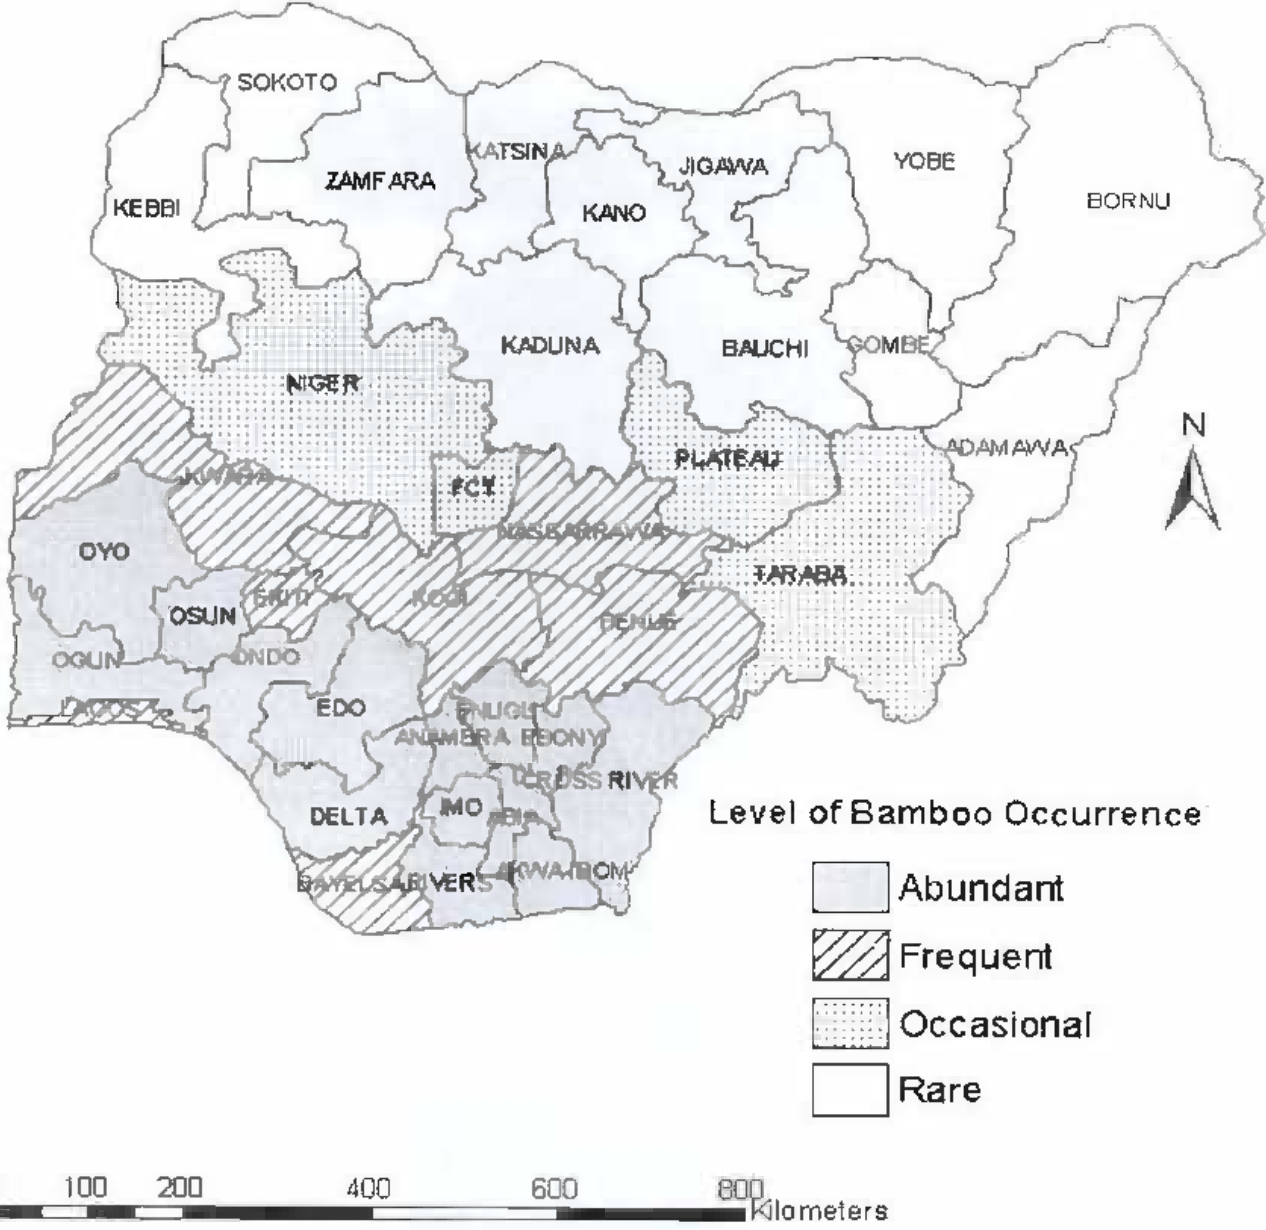 SOKOTO
KATSINA
JIGAWA
YOBE
ZAMFARA
KEBBI
KANO
BORNU
KADUNA
BAUCHI
GOMBE
NIGER
N
ADAMAWA
PLATEAU
KWARA
FCT
NASSARRAWA
OYO
TARABA
EKITI
KOGI
OSUN
BENUE
OGUN
ONDO
LAGOS
EDO
ENUGU
ANAMBRA
EBONYI
CROSS RIVER
IMO
ABIA
DELTA
Level of Bamboo Occurrence
BAYELSA
RIVERS
AKWA-IBOM
Abundant
Frequent
Occasional
Rare
100 200 400 600 800
Kilometers